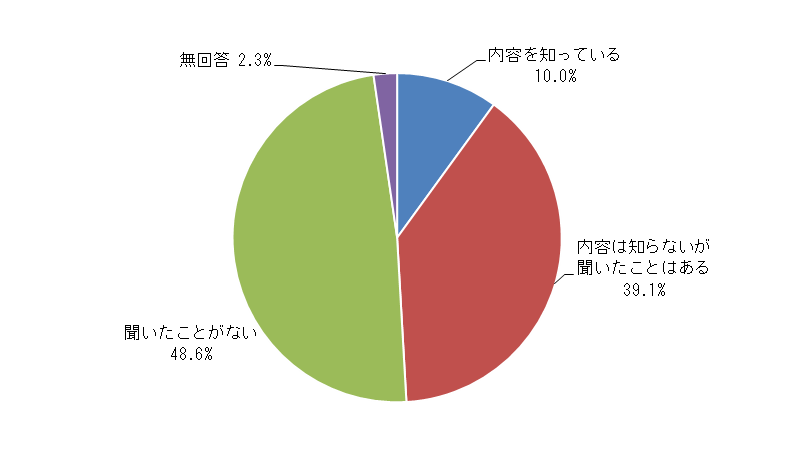 無回答 2.3%
内容を知っている
10.0%
内容は知らないが
聞いたことはある
39.1%
聞いたことがない
48.6%